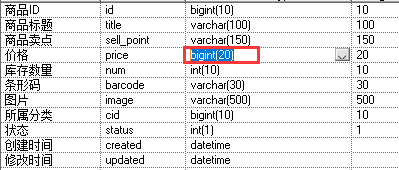 商品ID id bigint(10) 10
商品标题 title varchar(100) 100
商品卖点 sell_point varchar(150) 150
价格 price bigint(20) 20
库存数量 num int(10) 10
条形码 barcode varchar(30) 30
图片 image varchar(500) 500
所属分类 cid bigint(10) 10
状态 status int(1) 1
创建时间 created datetime
修改时间 updated datetime